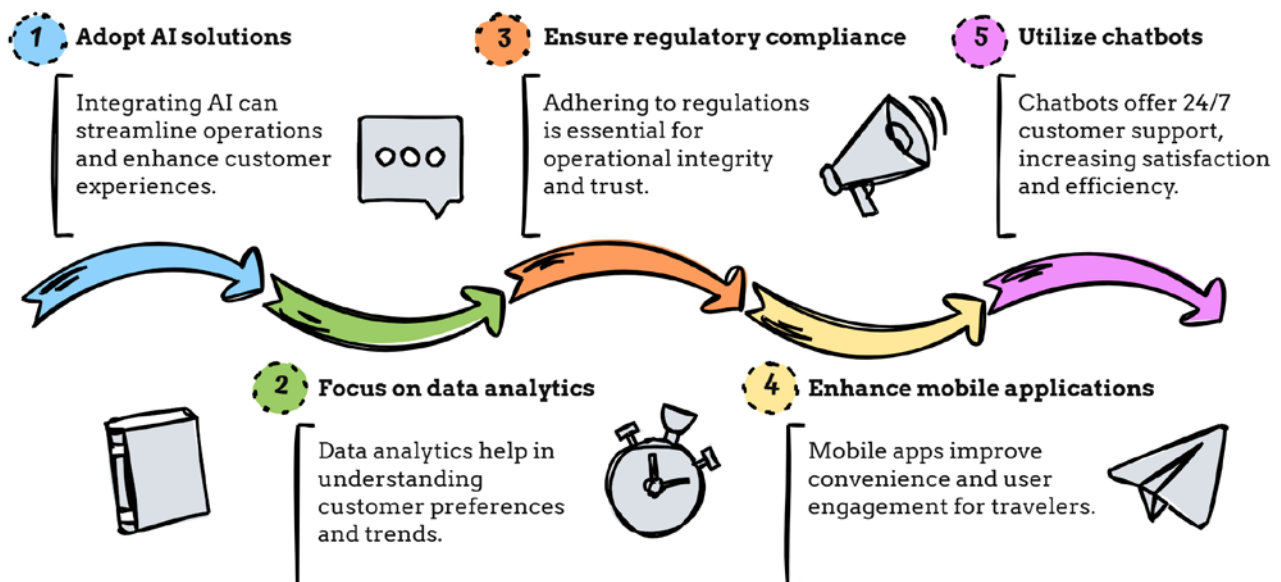 1 Adopt AI solutions
Integrating AI can
streamline operations
and enhance customer
experiences.
2 Focus on data analytics
Data analytics help in
understanding
customer preferences
and trends.
3 Ensure regulatory compliance
Adhering to regulations
is essential for
operational integrity
and trust.
4 Enhance mobile applications
Mobile apps improve
convenience and user
engagement for travelers.
5 Utilize chatbots
Chatbots offer 24/7
customer support,
increasing satisfaction
and efficiency.